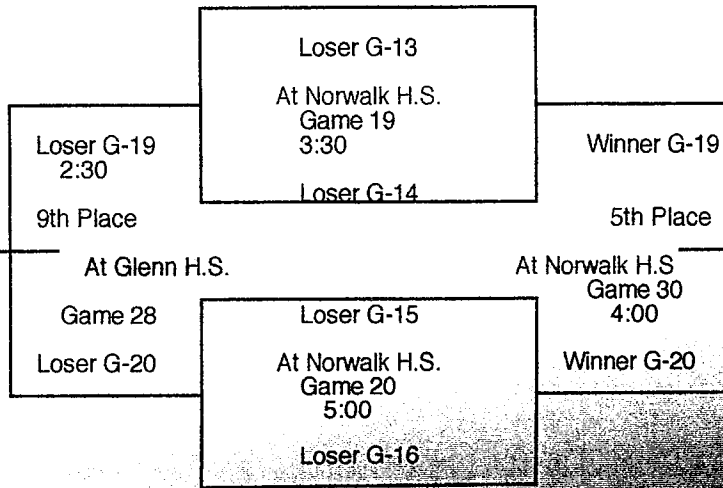 Loser G-13
At Norwalk H.S.
Game 19
3:30
Loser G-14
Loser G-19
2:30
9th Place
At Glenn H.S.
Game 28
Loser G-20
Winner G-19
5th Place
At Norwalk H.S
Game 30
4:00
Winner G-20
Loser G-15
At Norwalk H.S.
Game 20
5:00
Loser G-16